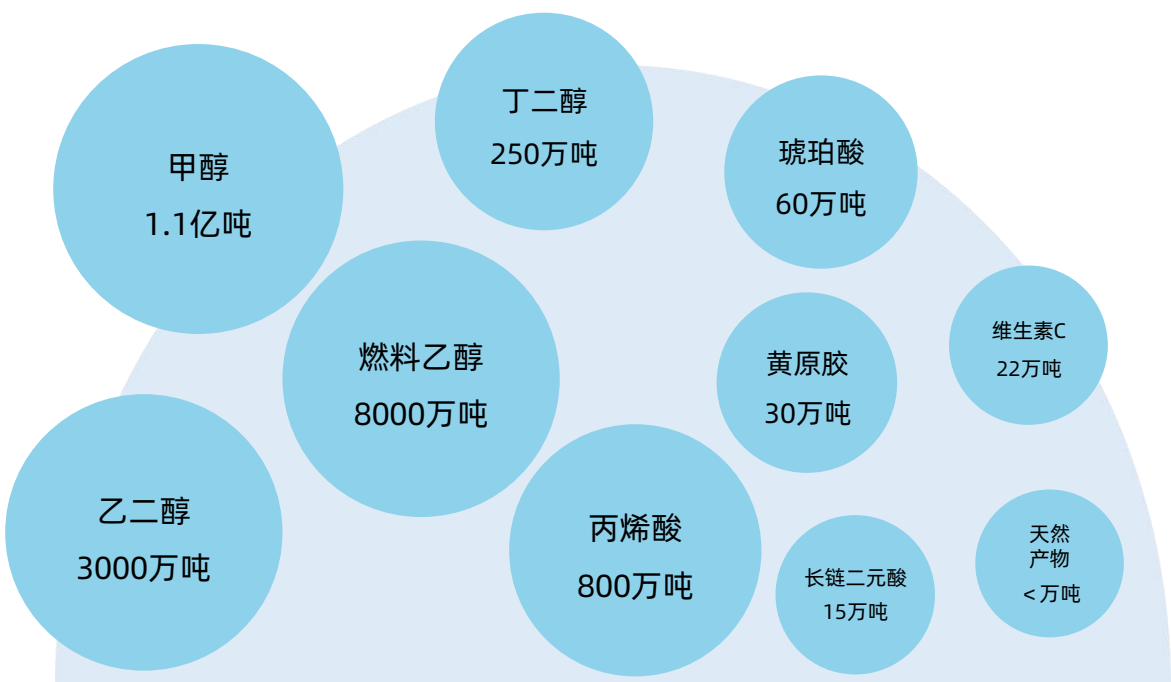 甲醇
1.1亿吨
丁二醇
250万吨
琥珀酸
60万吨
燃料乙醇
8000万吨
黄原胶
30万吨
维生素C
22万吨
乙二醇
3000万吨
丙烯酸
800万吨
长链二元酸
15万吨
天然
产物
< 万吨